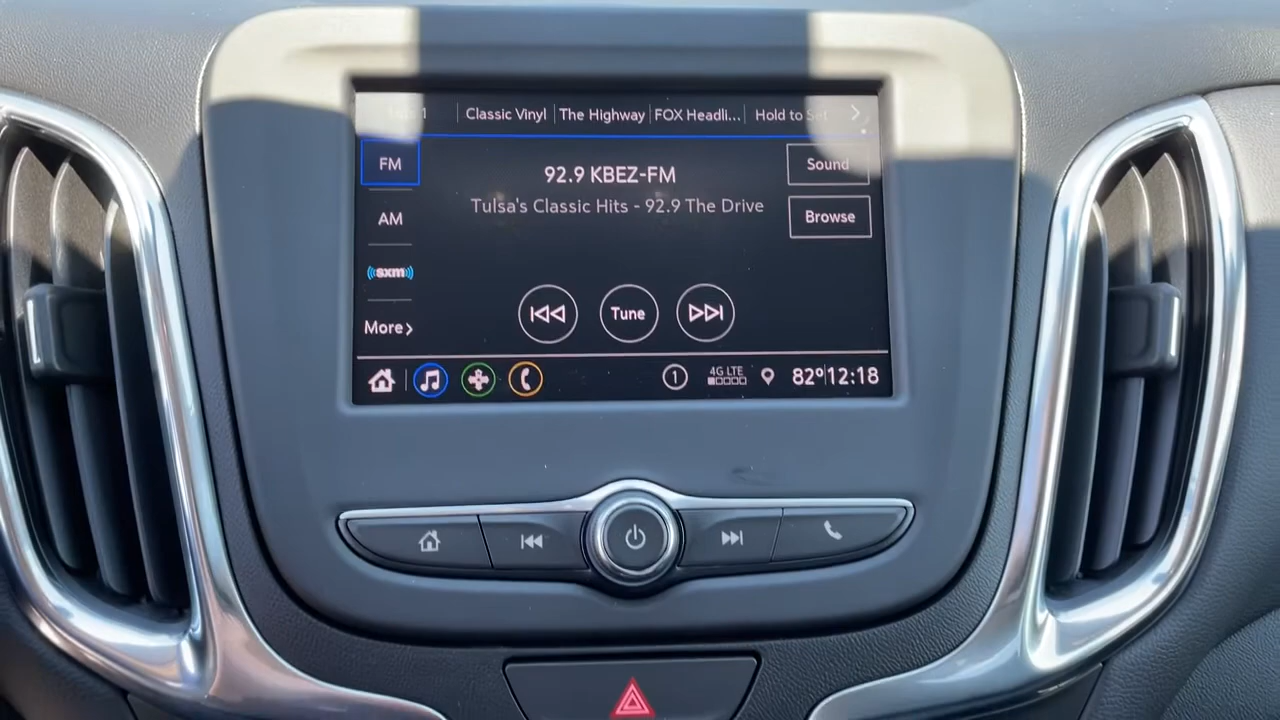 Classic Vinyl The Highway FOX Headli... Hold to Set
FM
92.9 KBEZ-FM
Sound
Tulsa's Classic Hits - 92.9 The Drive
AM
Browse
sxm
Tune
More
1
4G LTE
82° 12:18